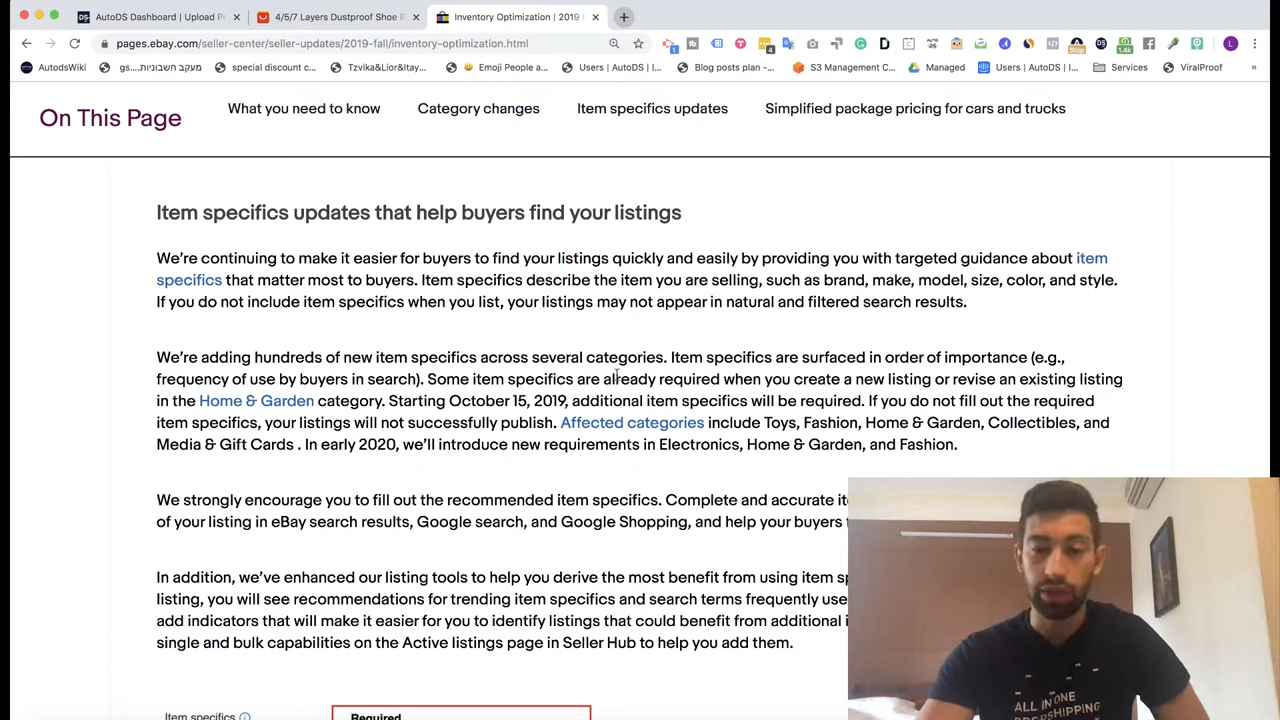 AutoDS Dashboard | Upload Pr
4/5/7 Layers Dustproof Shoe R
Inventory Optimization | 2019 F
pages.ebay.com/seller-center/seller-updates/2019-fall/inventory-optimization.html
AutodsWiki
gs....מעקב חשבוניות
special discount c...
Tzvika&Lior&Itay...
Emoji People a...
Users | AutoDS | I...
Blog posts plan -...
S3 Management C...
Managed
Users | AutoDS | I...
Services
ViralProof
On This Page
What you need to know
Category changes
Item specifics updates
Simplified package pricing for cars and trucks
Item specifics updates that help buyers find your listings
We’re continuing to make it easier for buyers to find your listings quickly and easily by providing you with targeted guidance about item
specifics that matter most to buyers. Item specifics describe the item you are selling, such as brand, make, model, size, color, and style.
If you do not include item specifics when you list, your listings may not appear in natural and filtered search results.
We’re adding hundreds of new item specifics across several categories. Item specifics are surfaced in order of importance (e.g.,
frequency of use by buyers in search). Some item specifics are already required when you create a new listing or revise an existing listing
in the Home & Garden category. Starting October 15, 2019, additional item specifics will be required. If you do not fill out the required
item specifics, your listings will not successfully publish. Affected categories include Toys, Fashion, Home & Garden, Collectibles, and
Media & Gift Cards . In early 2020, we’ll introduce new requirements in Electronics, Home & Garden, and Fashion.
We strongly encourage you to fill out the recommended item specifics. Complete and accurate ite
of your listing in eBay search results, Google search, and Google Shopping, and help your buyers f
In addition, we’ve enhanced our listing tools to help you derive the most benefit from using item sp
listing, you will see recommendations for trending item specifics and search terms frequently use
add indicators that will make it easier for you to identify listings that could benefit from additional i
single and bulk capabilities on the Active listings page in Seller Hub to help you add them.
Item specifics
Required
ALL IN ONE